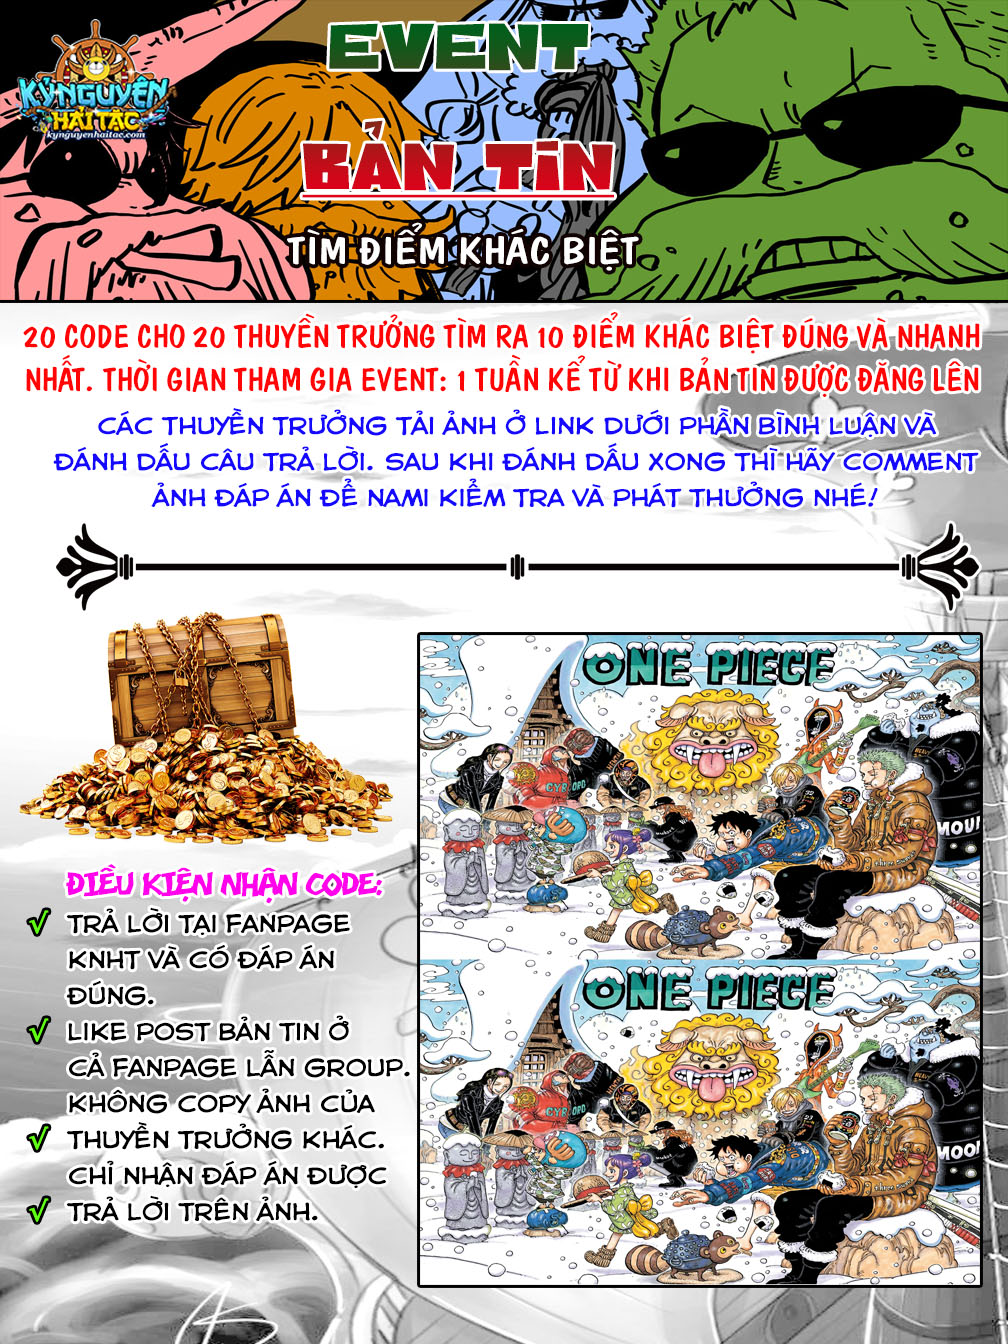 EVENT
KỶ NGUYÊN
HẢI TẶC
kynguyenhaitac.com
BẢN TIN
TÌM ĐIỂM KHÁC BIỆT
20 CODE CHO 20 THUYỀN TRƯỞNG TÌM RA 10 ĐIỂM KHÁC BIỆT ĐÚNG VÀ NHANH
NHẤT. THỜI GIAN THAM GIA EVENT: 1 TUẦN KỂ TỪ KHI BẢN TIN ĐƯỢC ĐĂNG LÊN
CÁC THUYỀN TRƯỞNG TẢI ẢNH Ở LINK DƯỚI PHẦN BÌNH LUẬN VÀ
ĐÁNH DẤU CÂU TRẢ LỜI. SAU KHI ĐÁNH DẤU XONG THÌ HÃY COMMENT
ẢNH ĐÁP ÁN ĐỂ NAMI KIỂM TRA VÀ PHÁT THƯỞNG NHÉ!
ĐIỀU KIỆN NHẬN CODE:
TRẢ LỜI TẠI FANPAGE
KNHT VÀ CÓ ĐÁP ÁN
ĐÚNG.
LIKE POST BẢN TIN Ở
CẢ FANPAGE LẪN GROUP.
KHÔNG COPY ẢNH CỦA
THUYỀN TRƯỞNG KHÁC.
CHỈ NHẬN ĐÁP ÁN ĐƯỢC
TRẢ LỜI TRÊN ẢNH.
ONE PIECE
HEAVY
MOU
ONE PIECE
MOO